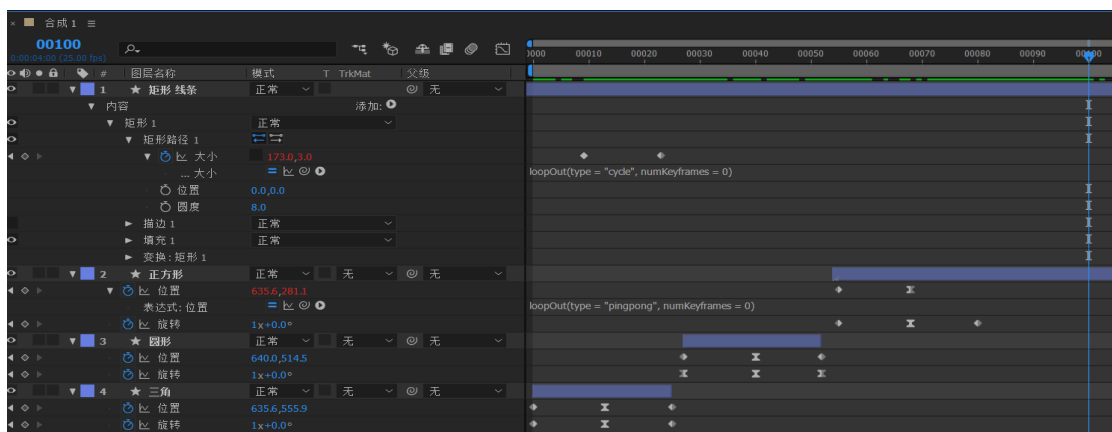 × 合成 1 ≡
00100
0:00:04:00 (25.00 fps)
0000 00010 00020 00030 00040 00050 00060 00070 00080 00090 00100
# 图层名称 模式 T TrkMat 父级
1 ★ 矩形 线条 正常 无
内容 添加:
矩形 1 正常
矩形路径 1
大小 173.0,3.0
... 大小 loopOut(type = "cycle", numKeyframes = 0)
位置 0.0,0.0
圆度 8.0
描边 1 正常
填充 1 正常
变换: 矩形 1
2 ★ 正方形 正常 无 无
位置 635.6,281.1
表达式: 位置 loopOut(type = "pingpong", numKeyframes = 0)
旋转 1x+0.0°
3 ★ 圆形 正常 无 无
位置 640.0,514.5
旋转 1x+0.0°
4 ★ 三角 正常 无 无
位置 635.6,555.9
旋转 1x+0.0°